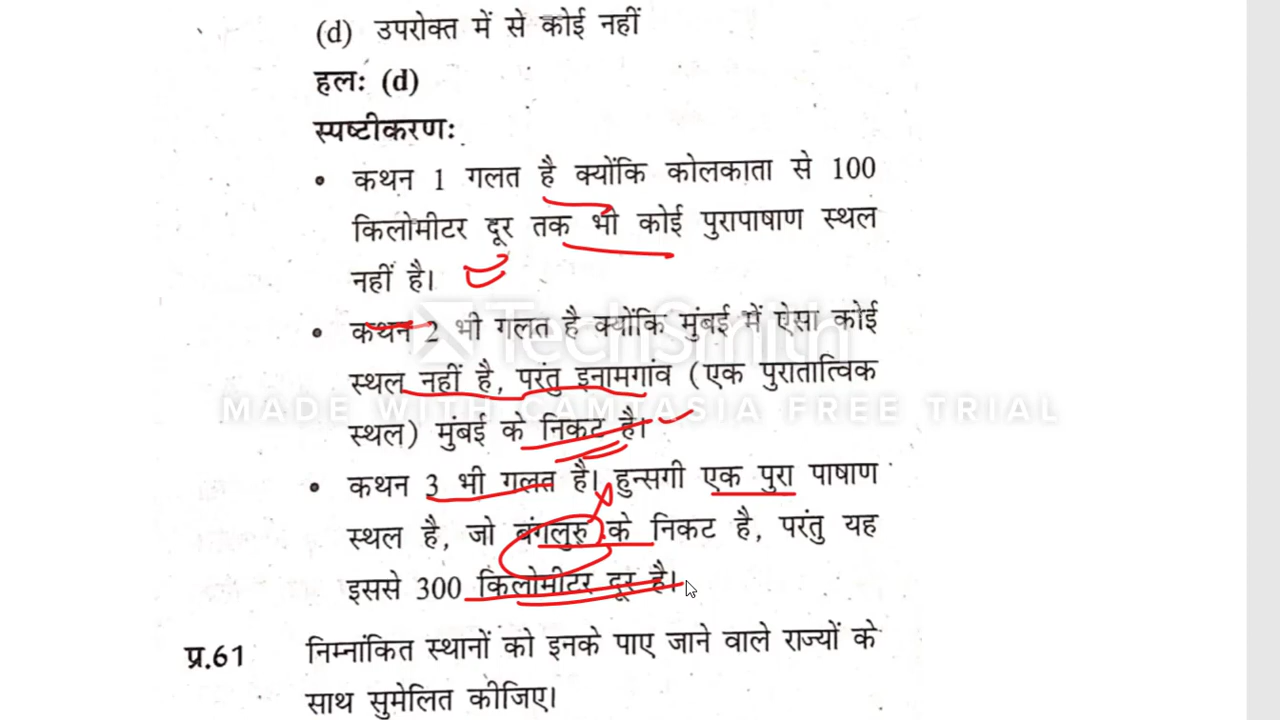 (d) उपरोक्त में से कोई नहीं
हलः (d)
स्पष्टीकरणः
• कथन 1 गलत है क्योंकि कोलकाता से 100
किलोमीटर दूर तक भी कोई पुरापाषाण स्थल
नहीं है।
• कथन 2 भी गलत है क्योंकि मुंबई में ऐसा कोई
स्थल नहीं है, परंतु इनामगांव (एक पुरातात्विक
स्थल) मुंबई के निकट है।
• कथन 3 भी गलत है। हुन्सगी एक पुरा पाषाण
स्थल है, जो बंगलुरु के निकट है, परंतु यह
इससे 300 किलोमीटर दूर है।
प्र.61 निम्नांकित स्थानों को इनके पाए जाने वाले राज्यों के
साथ सुमेलित कीजिए।
TechSmith
MADE WITH CAMTASIA FREE TRIAL